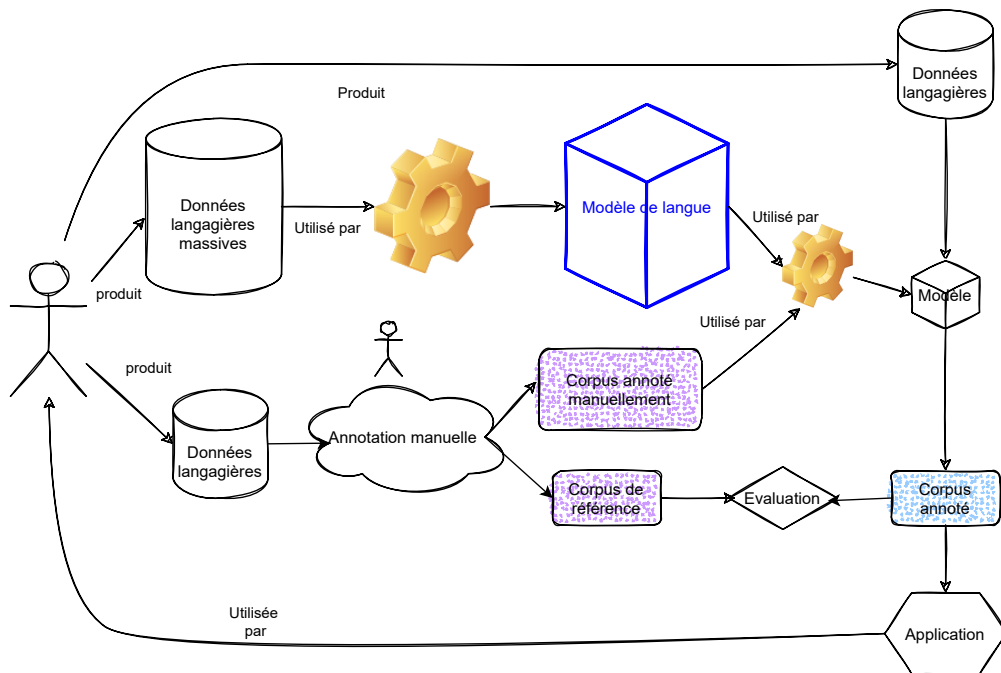 Données
langagières
Produit
Données
langagières
massives
Utilisé par
Modèle de langue
Utilisé par
produit
Modèle
Utilisé par
produit
Corpus annoté
manuellement
Annotation manuelle
Données
langagières
Corpus de
référence
Evaluation
Corpus
annoté
Utilisée
par
Application